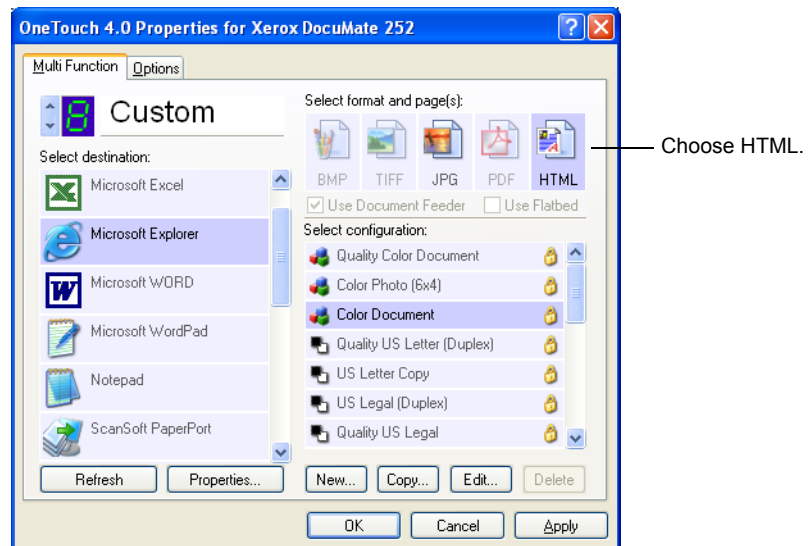 OneTouch 4.0 Properties for Xerox DocuMate 252
Multi Function
Options
8
Custom
Select destination:
Microsoft Excel
Microsoft Explorer
Microsoft WORD
Microsoft WordPad
Notepad
ScanSoft PaperPort
Refresh
Properties...
Select format and page(s):
BMP TIFF JPG PDF HTML
Use Document Feeder
Use Flatbed
Select configuration:
Quality Color Document
Color Photo (6x4)
Color Document
Quality US Letter (Duplex)
US Letter Copy
US Legal (Duplex)
Quality US Legal
New...
Copy...
Edit...
Delete
OK
Cancel
Apply
Choose HTML.